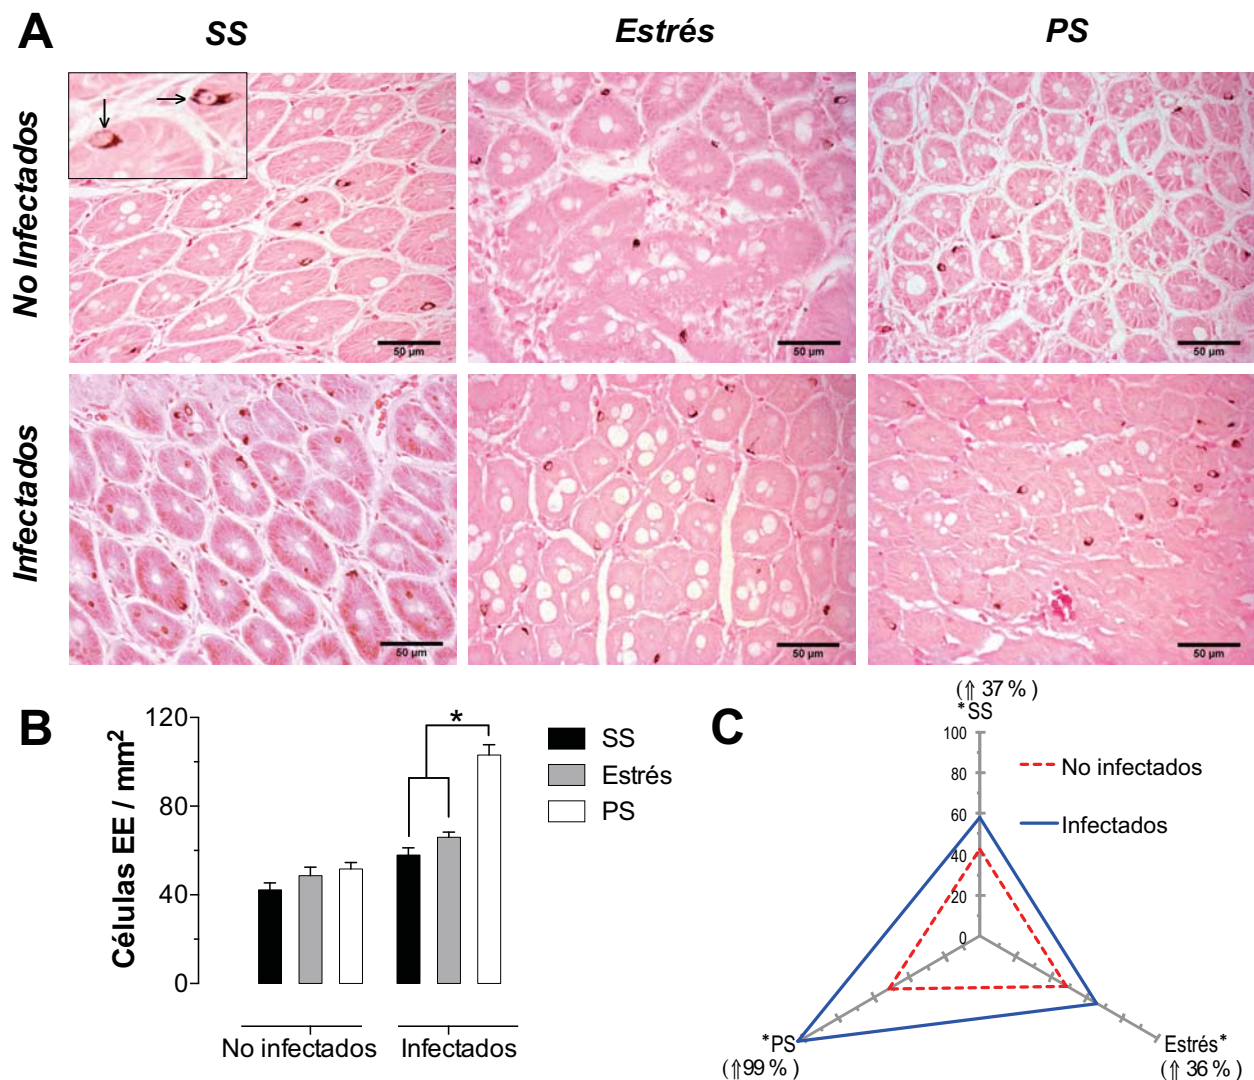 A
SS
Estrés
PS
No Infectados
50 µm
50 µm
50 µm
Infectados
50 µm
50 µm
50 µm
B
Células EE / mm²
120
80
40
0
*
SS
Estrés
PS
No infectados
Infectados
C
(⇑ 37 % )
*SS
100
80
60
40
20
0
No infectados
Infectados
*PS
(⇑99 % )
Estrés*
(⇑ 36 % )